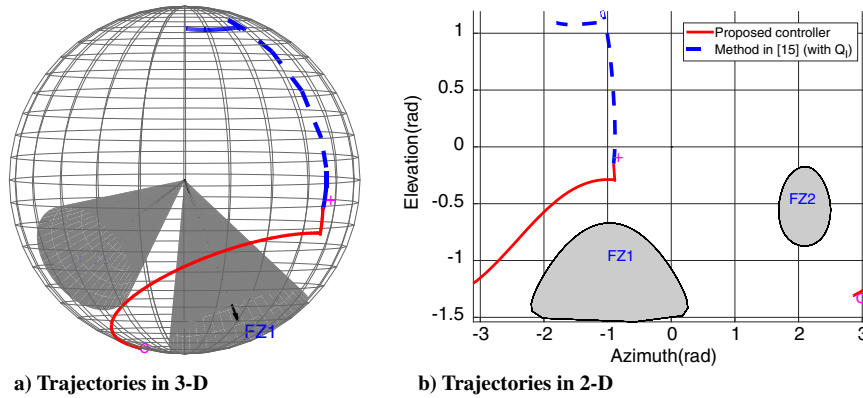 FZ1
a) Trajectories in 3-D
Proposed controller
Method in [15] (with Q_l)
Elevation(rad)
1
0.5
0
-0.5
-1
-1.5
FZ1
FZ2
-3 -2 -1 0 1 2 3
Azimuth(rad)
b) Trajectories in 2-D